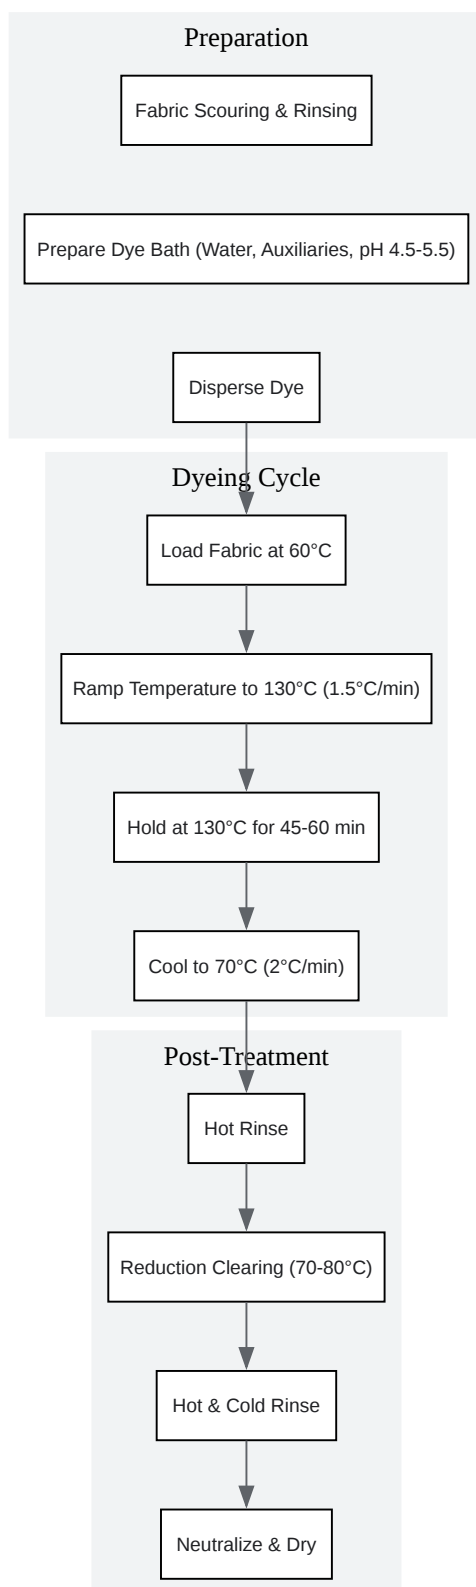 Preparation
Fabric Scouring & Rinsing
Prepare Dye Bath (Water, Auxiliaries, pH 4.5-5.5)
Disperse Dye
Dyeing Cycle
Load Fabric at 60°C
Ramp Temperature to 130°C (1.5°C/min)
Hold at 130°C for 45-60 min
Cool to 70°C (2°C/min)
Post-Treatment
Hot Rinse
Reduction Clearing (70-80°C)
Hot & Cold Rinse
Neutralize & Dry